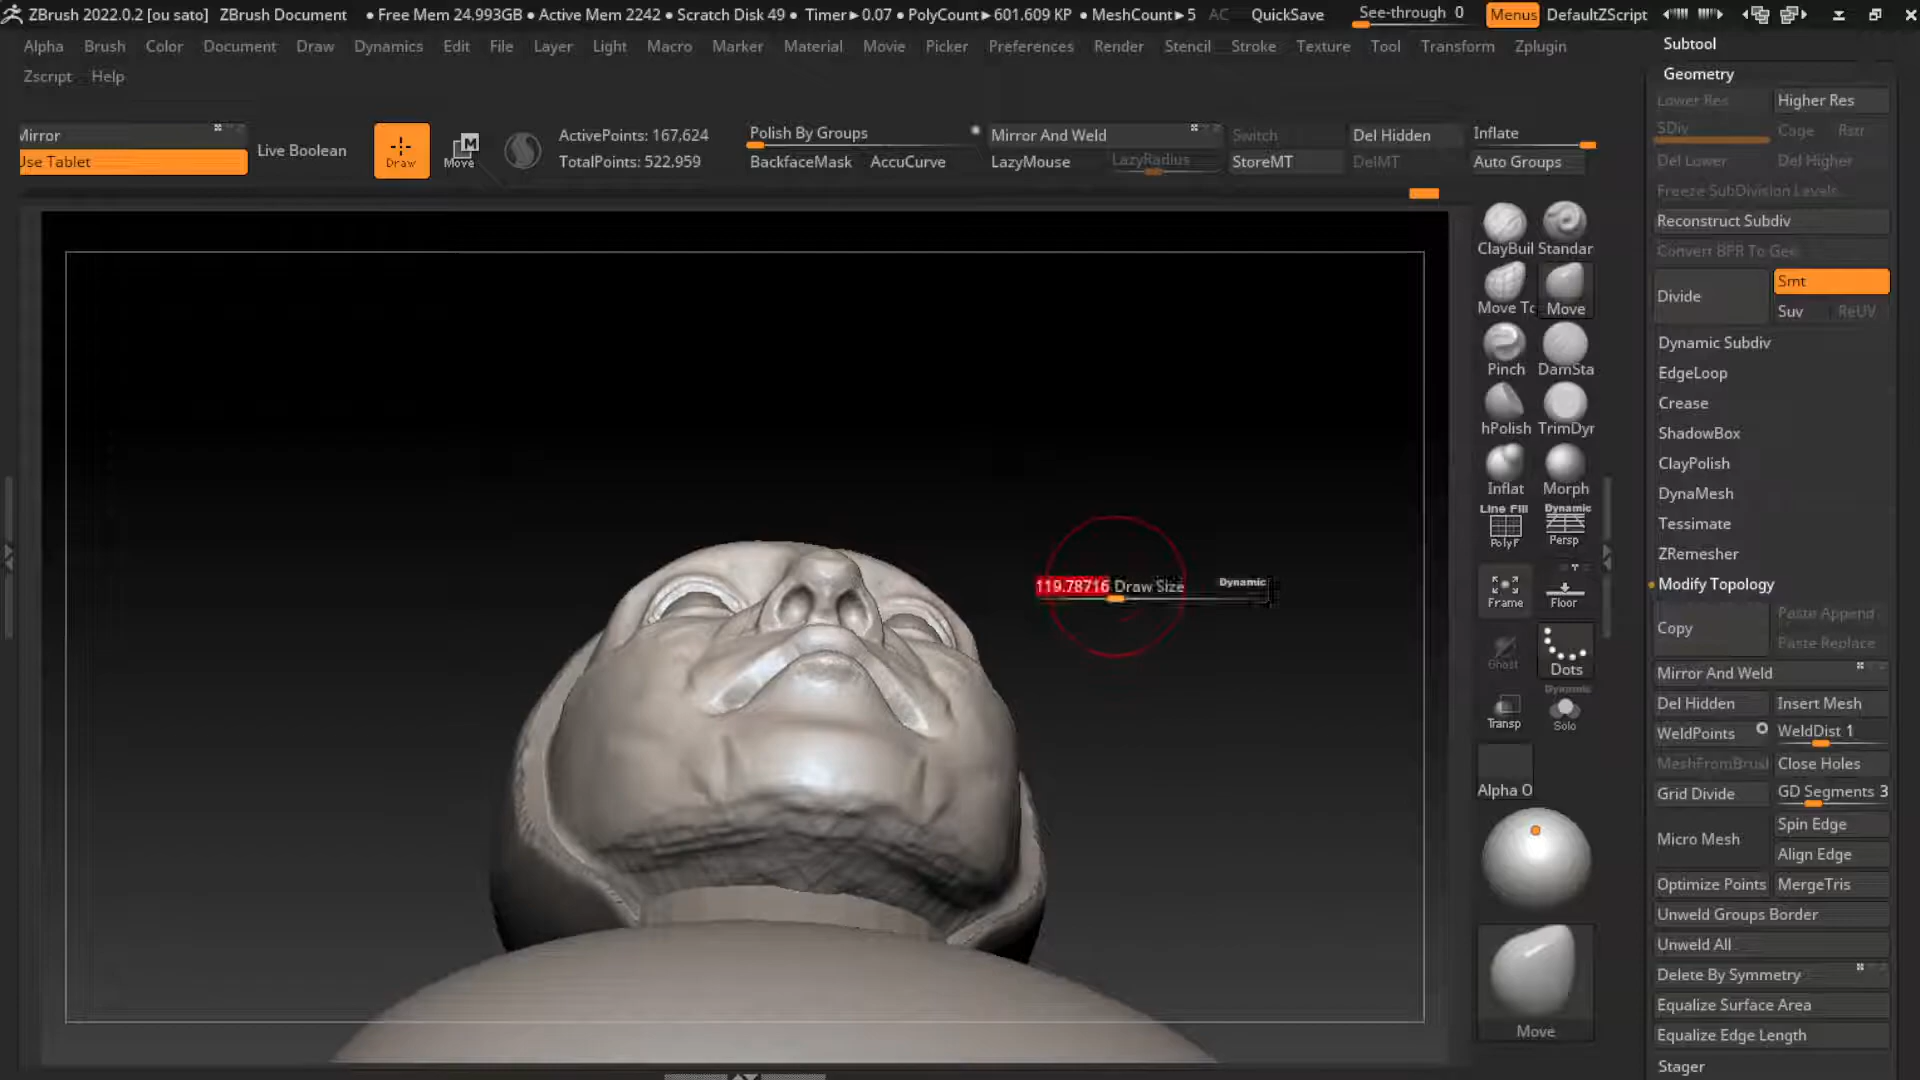 ZBrush 2022.0.2 [ou sato] ZBrush Document • Free Mem 24.993GB • Active Mem 2242 • Scratch Disk 49 • Timer►0.07 • PolyCount►601.609 KP • MeshCount►5 AC QuickSave See-through 0 Menus DefaultZScript
Alpha Brush Color Document Draw Dynamics Edit File Layer Light Macro Marker Material Movie Picker Preferences Render Stencil Stroke Texture Tool Transform Zplugin
Zscript Help
Mirror
Use Tablet
Live Boolean
Draw
Move
ActivePoints: 167,624
TotalPoints: 522,959
Polish By Groups
BackfaceMask AccuCurve
Mirror And Weld
LazyMouse LazyRadius
Switch
StoreMT
Del Hidden
DelMT
Inflate
Auto Groups
119.78716 Draw Size Dynamic
ClayBuil Standar
Move To Move
Pinch DamSta
hPolish TrimDyr
Inflat Morph
Line Fill Dynamic
PolyF Persp
Frame Floor
Ghost Dots
Dynamic
Transp Solo
Alpha O
Move
Subtool
Geometry
Lower Res Higher Res
SDiv Cage Rstr
Del Lower Del Higher
Freeze SubDivision Levels
Reconstruct Subdiv
Convert BPR To Geo
Divide Smt
Suv ReUV
Dynamic Subdiv
EdgeLoop
Crease
ShadowBox
ClayPolish
DynaMesh
Tessimate
ZRemesher
Modify Topology
Copy Paste Append
Paste Replace
Mirror And Weld
Del Hidden Insert Mesh
WeldPoints WeldDist 1
MeshFromBrus Close Holes
Grid Divide GD Segments 3
Micro Mesh Spin Edge
Align Edge
Optimize Points MergeTris
Unweld Groups Border
Unweld All
Delete By Symmetry
Equalize Surface Area
Equalize Edge Length
Stager